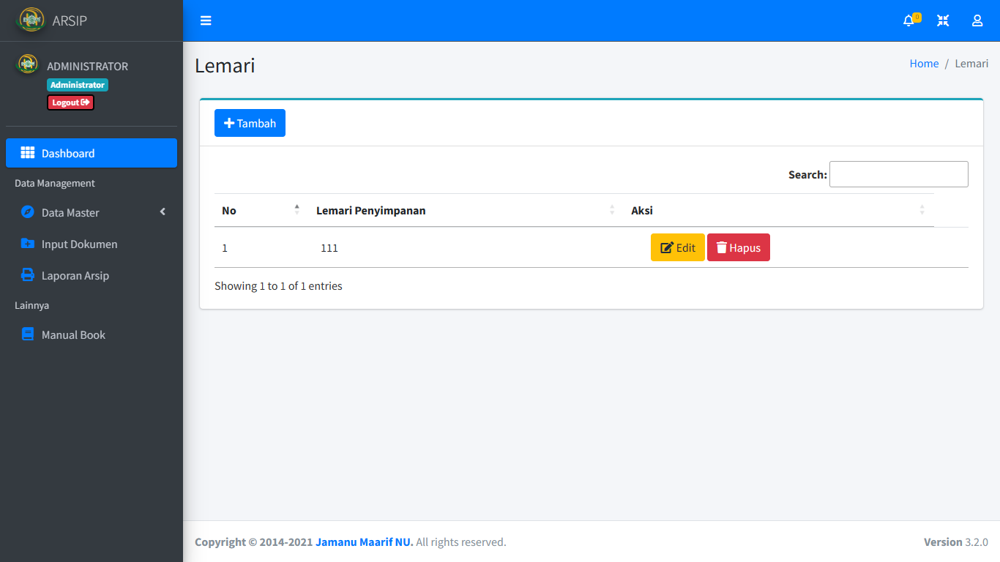 ARSIP
0
ADMINISTRATOR
Administrator
Logout
Dashboard
Data Management
Data Master
Input Dokumen
Laporan Arsip
Lainnya
Manual Book
Lemari
Home / Lemari
Tambah
Search:
No Lemari Penyimpanan Aksi
1 111 Edit Hapus
Showing 1 to 1 of 1 entries
Copyright © 2014-2021 Jamanu Maarif NU. All rights reserved.
Version 3.2.0